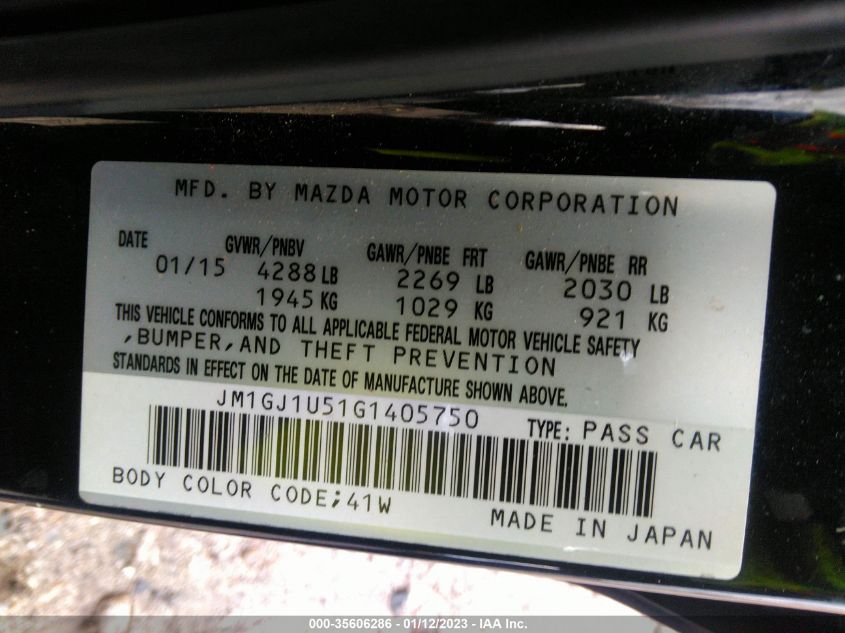 MFD. BY MAZDA MOTOR CORPORATION
DATE GVWR/PNBV GAWR/PNBE FRT GAWR/PNBE RR
01/15 4288 LB 2269 LB 2030 LB
1945 KG 1029 KG 921 KG
THIS VEHICLE CONFORMS TO ALL APPLICABLE FEDERAL MOTOR VEHICLE SAFETY
,BUMPER,AND THEFT PREVENTION
STANDARDS IN EFFECT ON THE DATE OF MANUFACTURE SHOWN ABOVE.
JM1GJ1U51G1405750 TYPE: PASS CAR
BODY COLOR CODE;41W
MADE IN JAPAN
000-35606286 - 01/12/2023 - IAA Inc.